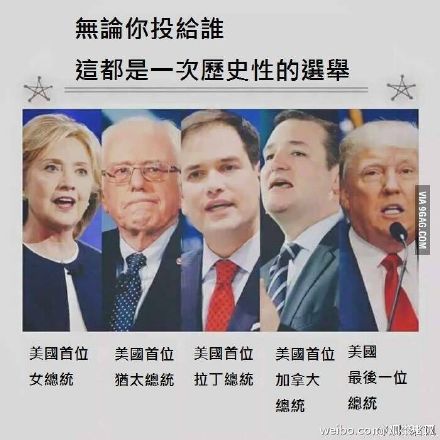 無論你投給誰
這都是一次歷史性的選舉
VIA 9GAG.COM
美國首位
女總統
美國首位
猶太總統
美國首位
拉丁總統
美國首位
加拿大
總統
美國
最後一位
總統
weibo.com/